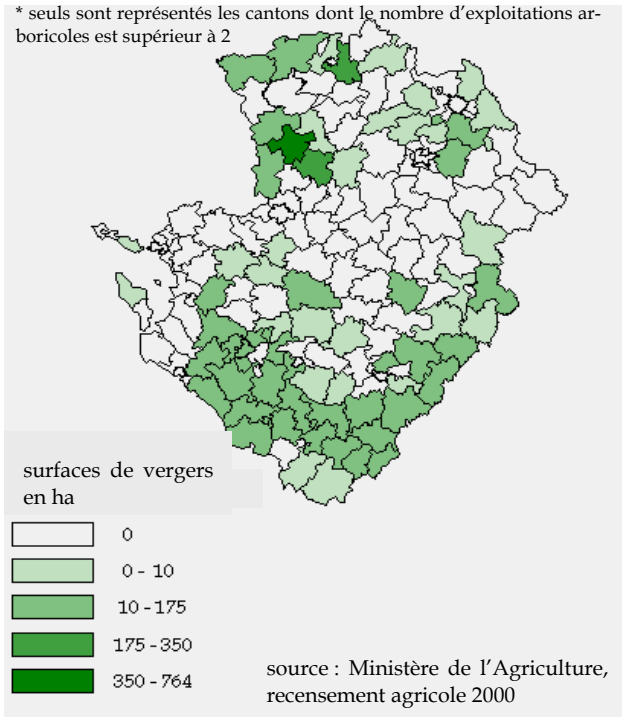 * seuls sont représentés les cantons dont le nombre d’exploitations ar-
boricoles est supérieur à 2
surfaces de vergers
en ha
0
0 - 10
10 - 175
175 - 350
350 - 764
source : Ministère de l’Agriculture,
recensement agricole 2000